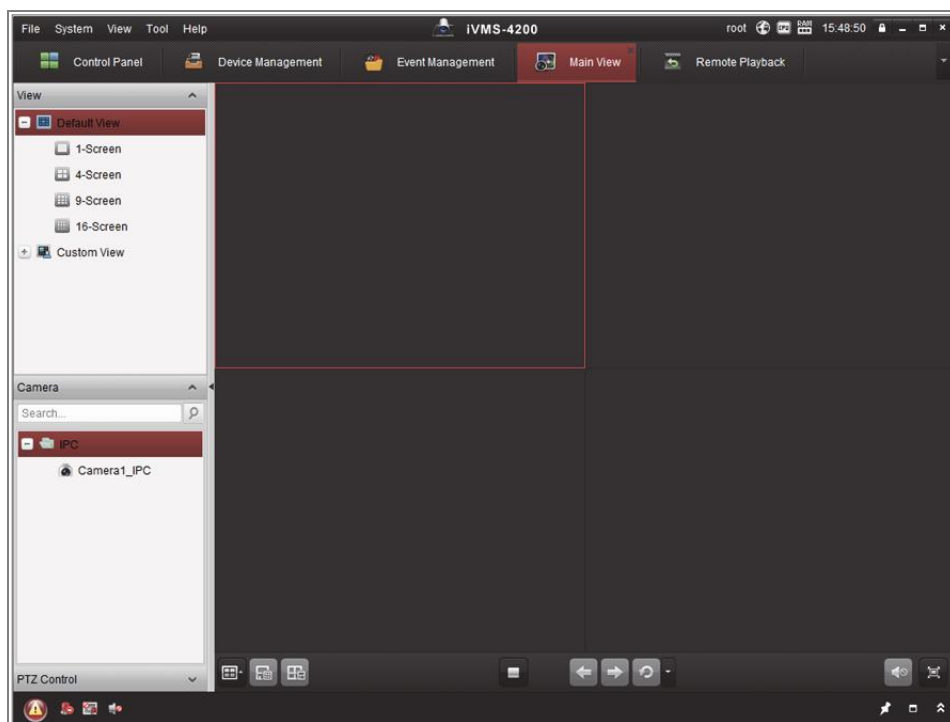 File System View Tool Help iVMS-4200 root CPU RAM 15:48:50
Control Panel Device Management Event Management Main View Remote Playback
View
Default View
1-Screen
4-Screen
9-Screen
16-Screen
Custom View
Camera
Search...
IPC
Camera1_IPC
PTZ Control